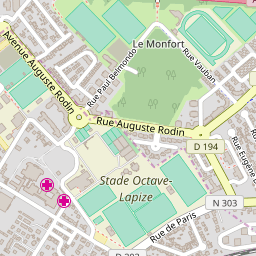 Le Monfort
Avenue Auguste Rodin
Rue Paul Belmondo
Rue Vauban
Rue Auguste Rodin
D 194
Rue Eugène
Stade Octave-
Lapize
N 303
Rue de Paris